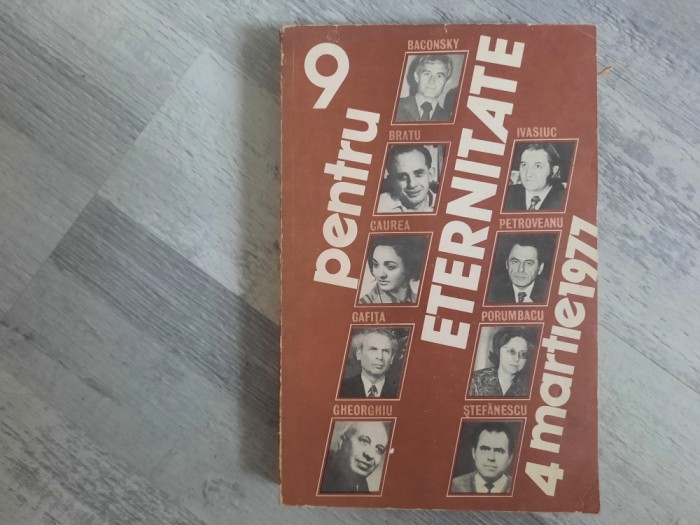 9
pentru
ETERNITATE
4 martie 1977
BACONSKY
BRATU
IVASIUC
CAUREA
PETROVEANU
GAFIȚA
PORUMBACU
GHEORGHIU
ȘTEFĂNESCU